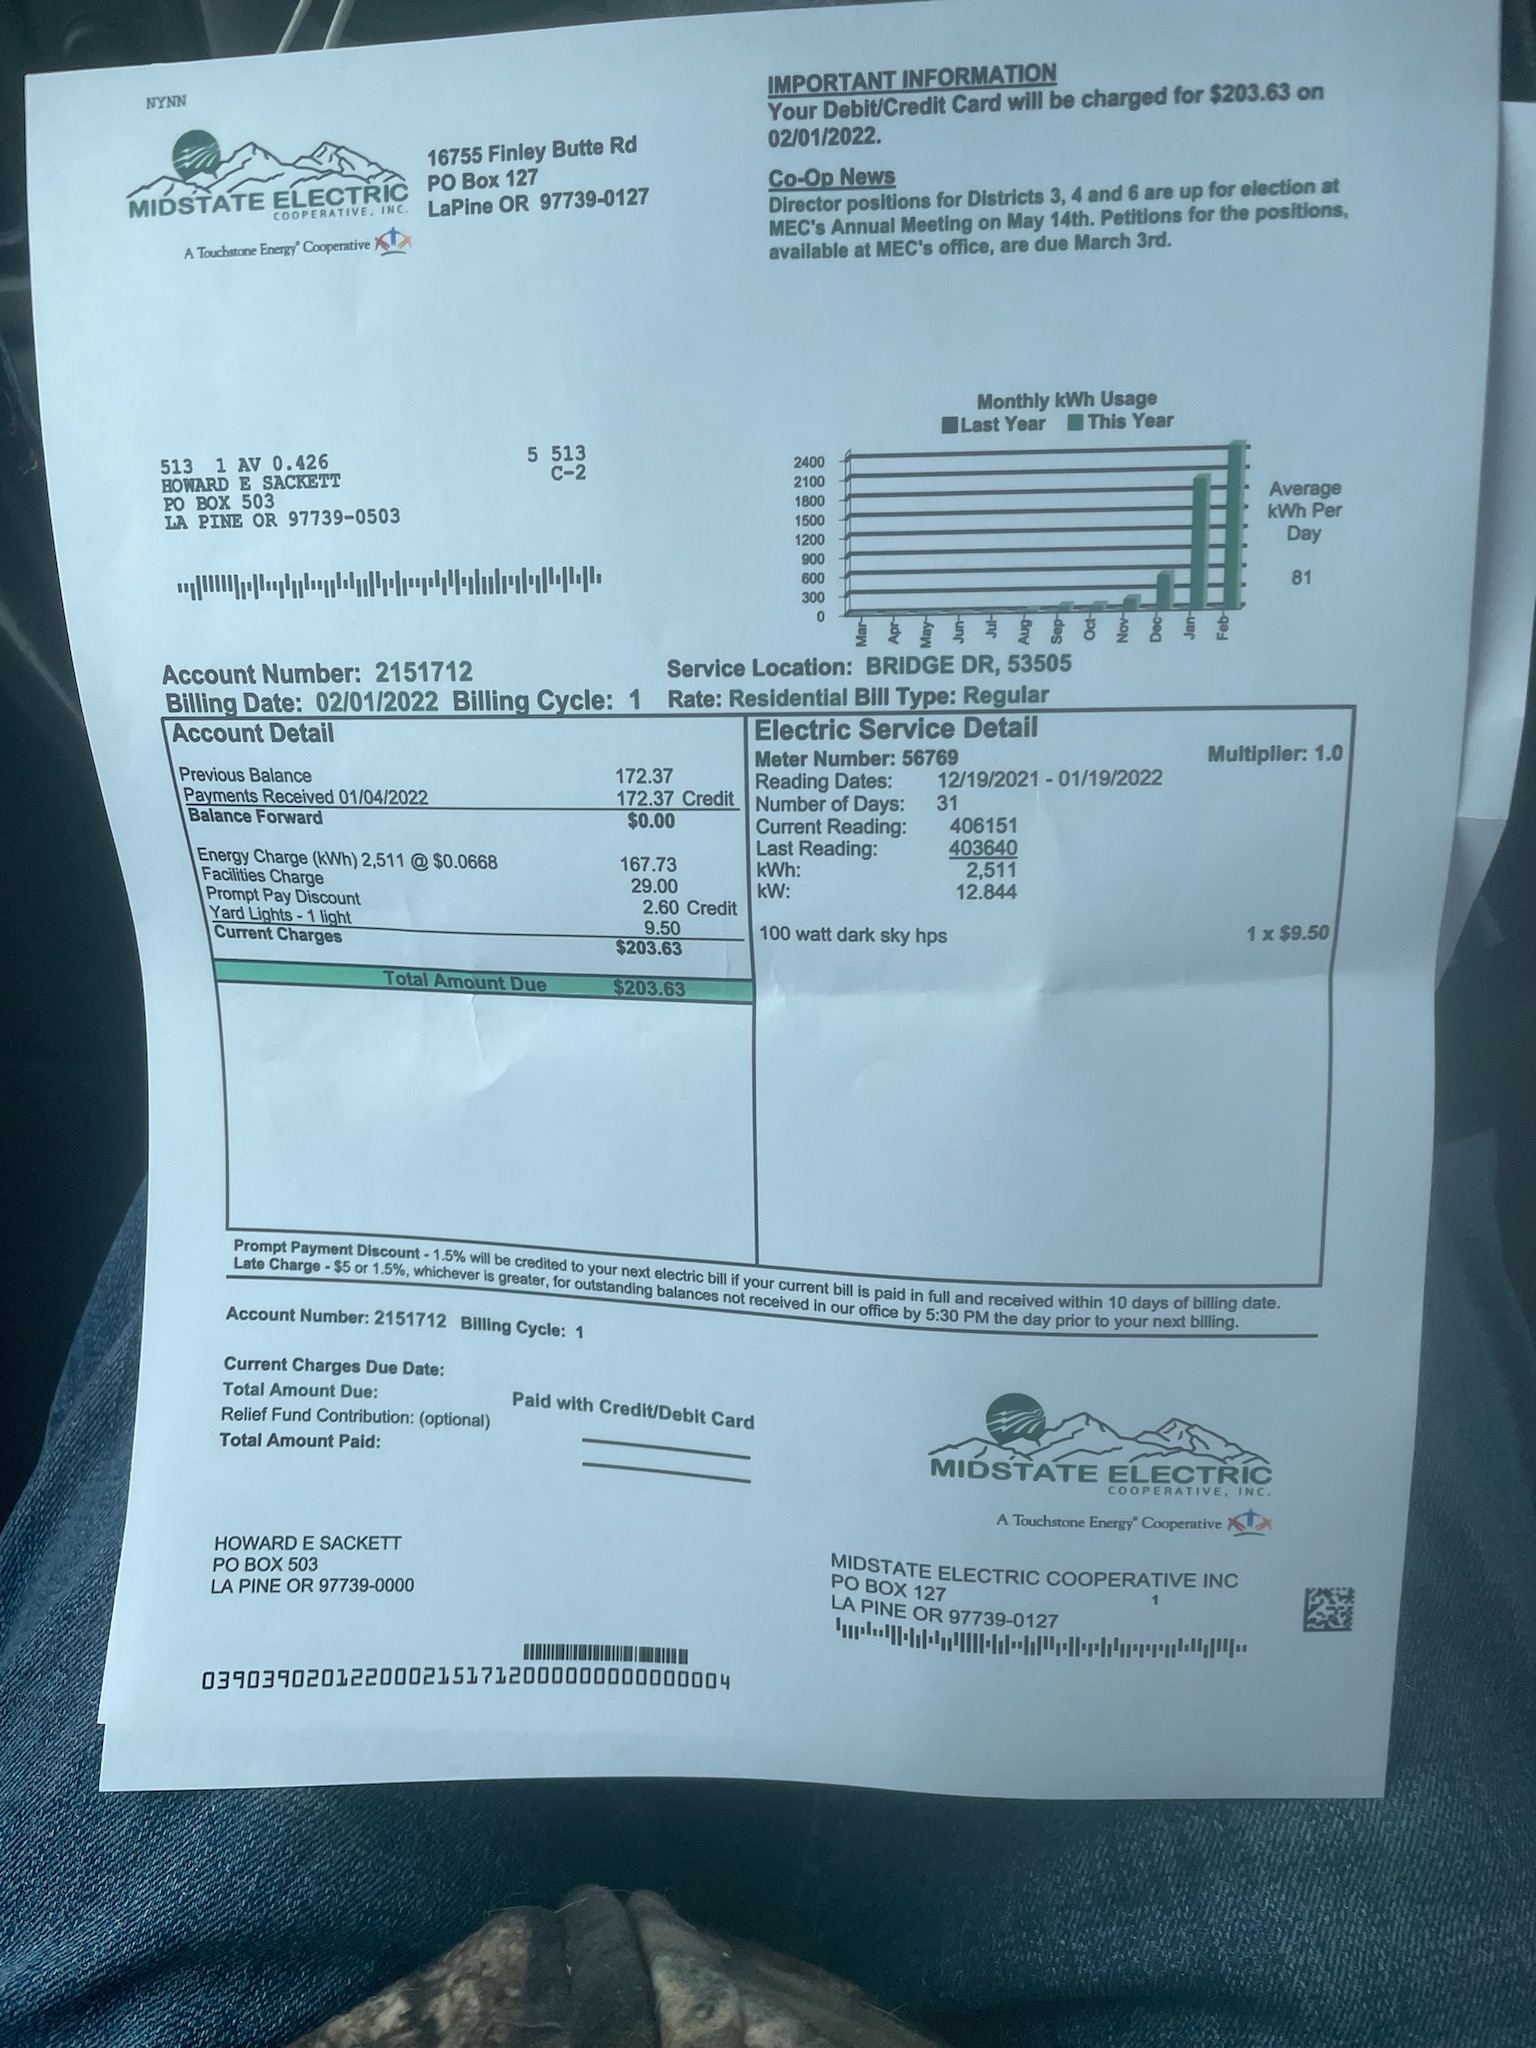 NYNN
MIDSTATE ELECTRIC
COOPERATIVE, INC.
A Touchstone Energy® Cooperative
16755 Finley Butte Rd
PO Box 127
LaPine OR 97739-0127
IMPORTANT INFORMATION
Your Debit/Credit Card will be charged for $203.63 on
02/01/2022.
Co-Op News
Director positions for Districts 3, 4 and 6 are up for election at
MEC's Annual Meeting on May 14th. Petitions for the positions,
available at MEC's office, are due March 3rd.
513 1 AV 0.426
HOWARD E SACKETT
PO BOX 503
LA PINE OR 97739-0503
5 513
C-2
Monthly kWh Usage
Last Year This Year
2400
2100
1800
1500
1200
900
600
300
0
Mar
Apr
May
Jun
Jul
Aug
Sep
Oct
Nov
Dec
Jan
Feb
Average
kWh Per
Day
81
Account Number: 2151712
Service Location: BRIDGE DR, 53505
Billing Date: 02/01/2022 Billing Cycle: 1
Rate: Residential Bill Type: Regular
Account Detail
Previous Balance 172.37
Payments Received 01/04/2022 172.37 Credit
Balance Forward $0.00
Energy Charge (kWh) 2,511 @ $0.0668 167.73
Facilities Charge 29.00
Prompt Pay Discount 2.60 Credit
Yard Lights - 1 light 9.50
Current Charges $203.63
Total Amount Due $203.63
Electric Service Detail
Meter Number: 56769 Multiplier: 1.0
Reading Dates: 12/19/2021 - 01/19/2022
Number of Days: 31
Current Reading: 406151
Last Reading: 403640
kWh: 2,511
kW: 12.844
100 watt dark sky hps 1 x $9.50
Prompt Payment Discount - 1.5% will be credited to your next electric bill if your current bill is paid in full and received within 10 days of billing date.
Late Charge - $5 or 1.5%, whichever is greater, for outstanding balances not received in our office by 5:30 PM the day prior to your next billing.
Account Number: 2151712 Billing Cycle: 1
Current Charges Due Date:
Total Amount Due:
Paid with Credit/Debit Card
Relief Fund Contribution: (optional)
Total Amount Paid:
MIDSTATE ELECTRIC
COOPERATIVE, INC.
A Touchstone Energy® Cooperative
HOWARD E SACKETT
PO BOX 503
LA PINE OR 97739-0000
MIDSTATE ELECTRIC COOPERATIVE INC
PO BOX 127 1
LA PINE OR 97739-0127